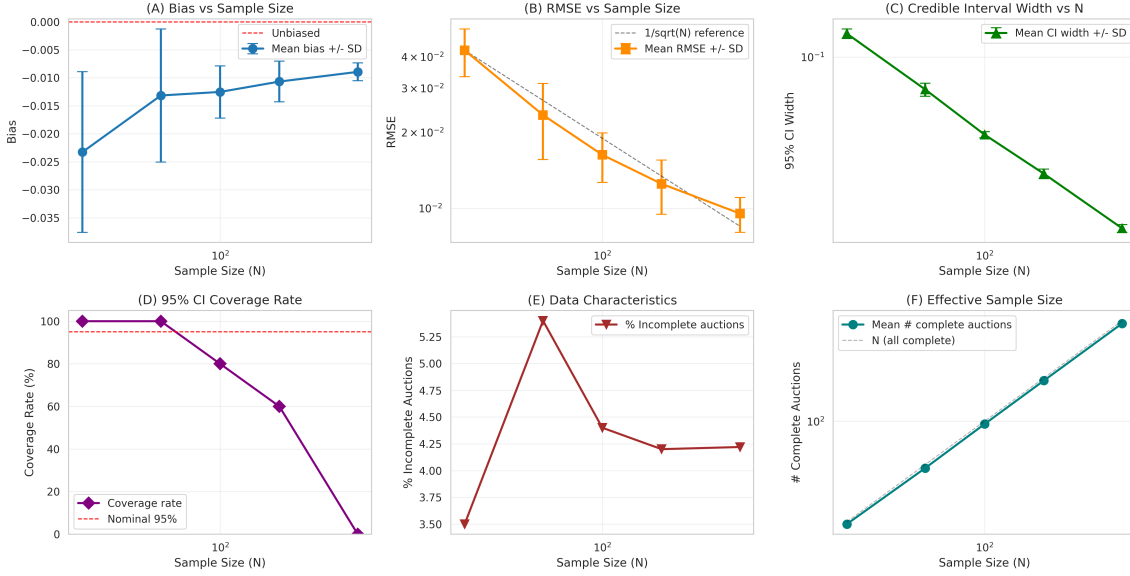 (A) Bias vs Sample Size
0.000
−0.005
−0.010
−0.015
−0.020
−0.025
−0.030
−0.035
Bias
Unbiased
Mean bias +/- SD
10²
Sample Size (N)
(B) RMSE vs Sample Size
4 × 10⁻²
3 × 10⁻²
2 × 10⁻²
10⁻²
RMSE
1/sqrt(N) reference
Mean RMSE +/- SD
10²
Sample Size (N)
(C) Credible Interval Width vs N
10⁻¹
95% CI Width
Mean CI width +/- SD
10²
Sample Size (N)
(D) 95% CI Coverage Rate
100
80
60
40
20
0
Coverage Rate (%)
Coverage rate
Nominal 95%
10²
Sample Size (N)
(E) Data Characteristics
5.25
5.00
4.75
4.50
4.25
4.00
3.75
3.50
% Incomplete Auctions
% Incomplete auctions
10²
Sample Size (N)
(F) Effective Sample Size
10²
# Complete Auctions
Mean # complete auctions
N (all complete)
10²
Sample Size (N)